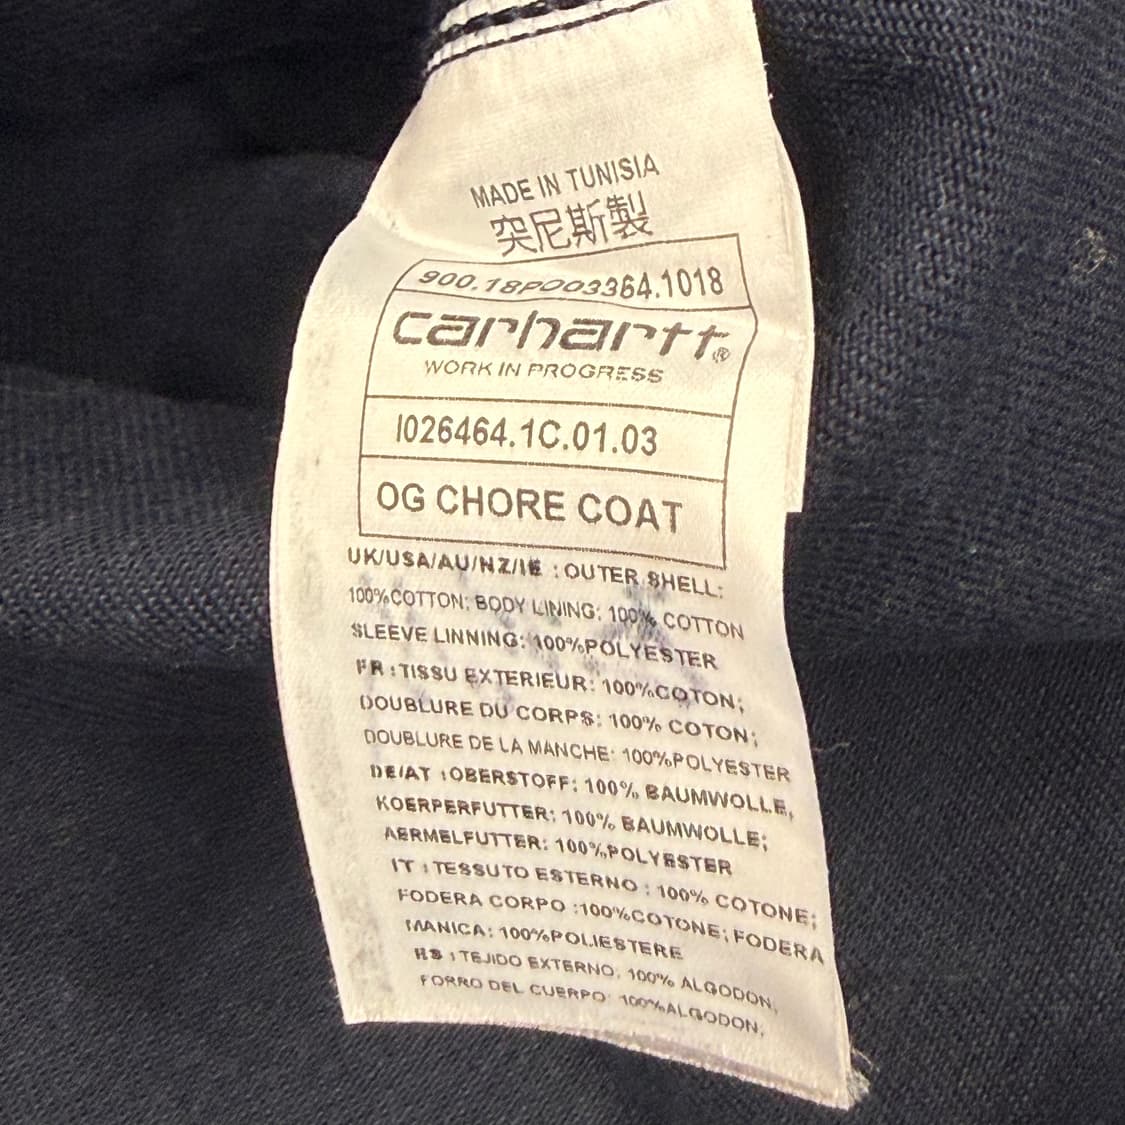 MADE IN TUNISIA
突尼斯製
900.18P003364.1018
carhartt®
WORK IN PROGRESS
I026464.1C.01.03
OG CHORE COAT
UK/USA/AU/NZ/IE : OUTER SHELL:
100%COTTON; BODY LINING: 100% COTTON
SLEEVE LINNING: 100%POLYESTER
FR : TISSU EXTERIEUR: 100%COTON;
DOUBLURE DU CORPS: 100% COTON;
DOUBLURE DE LA MANCHE: 100%POLYESTER
DE/AT : OBERSTOFF: 100% BAUMWOLLE,
KOERPERFUTTER: 100% BAUMWOLLE;
AERMELFUTTER: 100%POLYESTER
IT : TESSUTO ESTERNO : 100% COTONE;
FODERA CORPO :100%COTONE; FODERA
MANICA: 100%POLIESTERE
: TEJIDO EXTERNO: 100% ALGODON,
FORRO DEL CUERPO: 100%ALGODON,